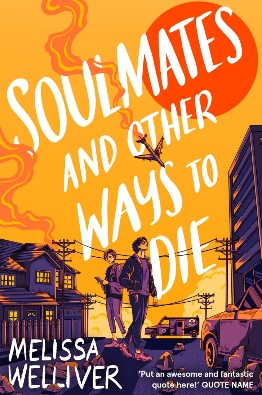 SOULMATES
AND OTHER
WAYS TO
DIE
MELISSA
WELLIVER
'Put an awesome and fantastic
quote here!' QUOTE NAME